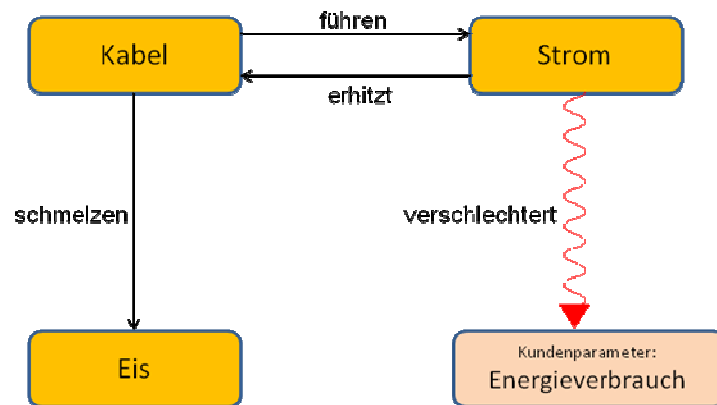 führen
Kabel
Strom
erhitzt
schmelzen
verschlechtert
Eis
Kundenparameter:
Energieverbrauch